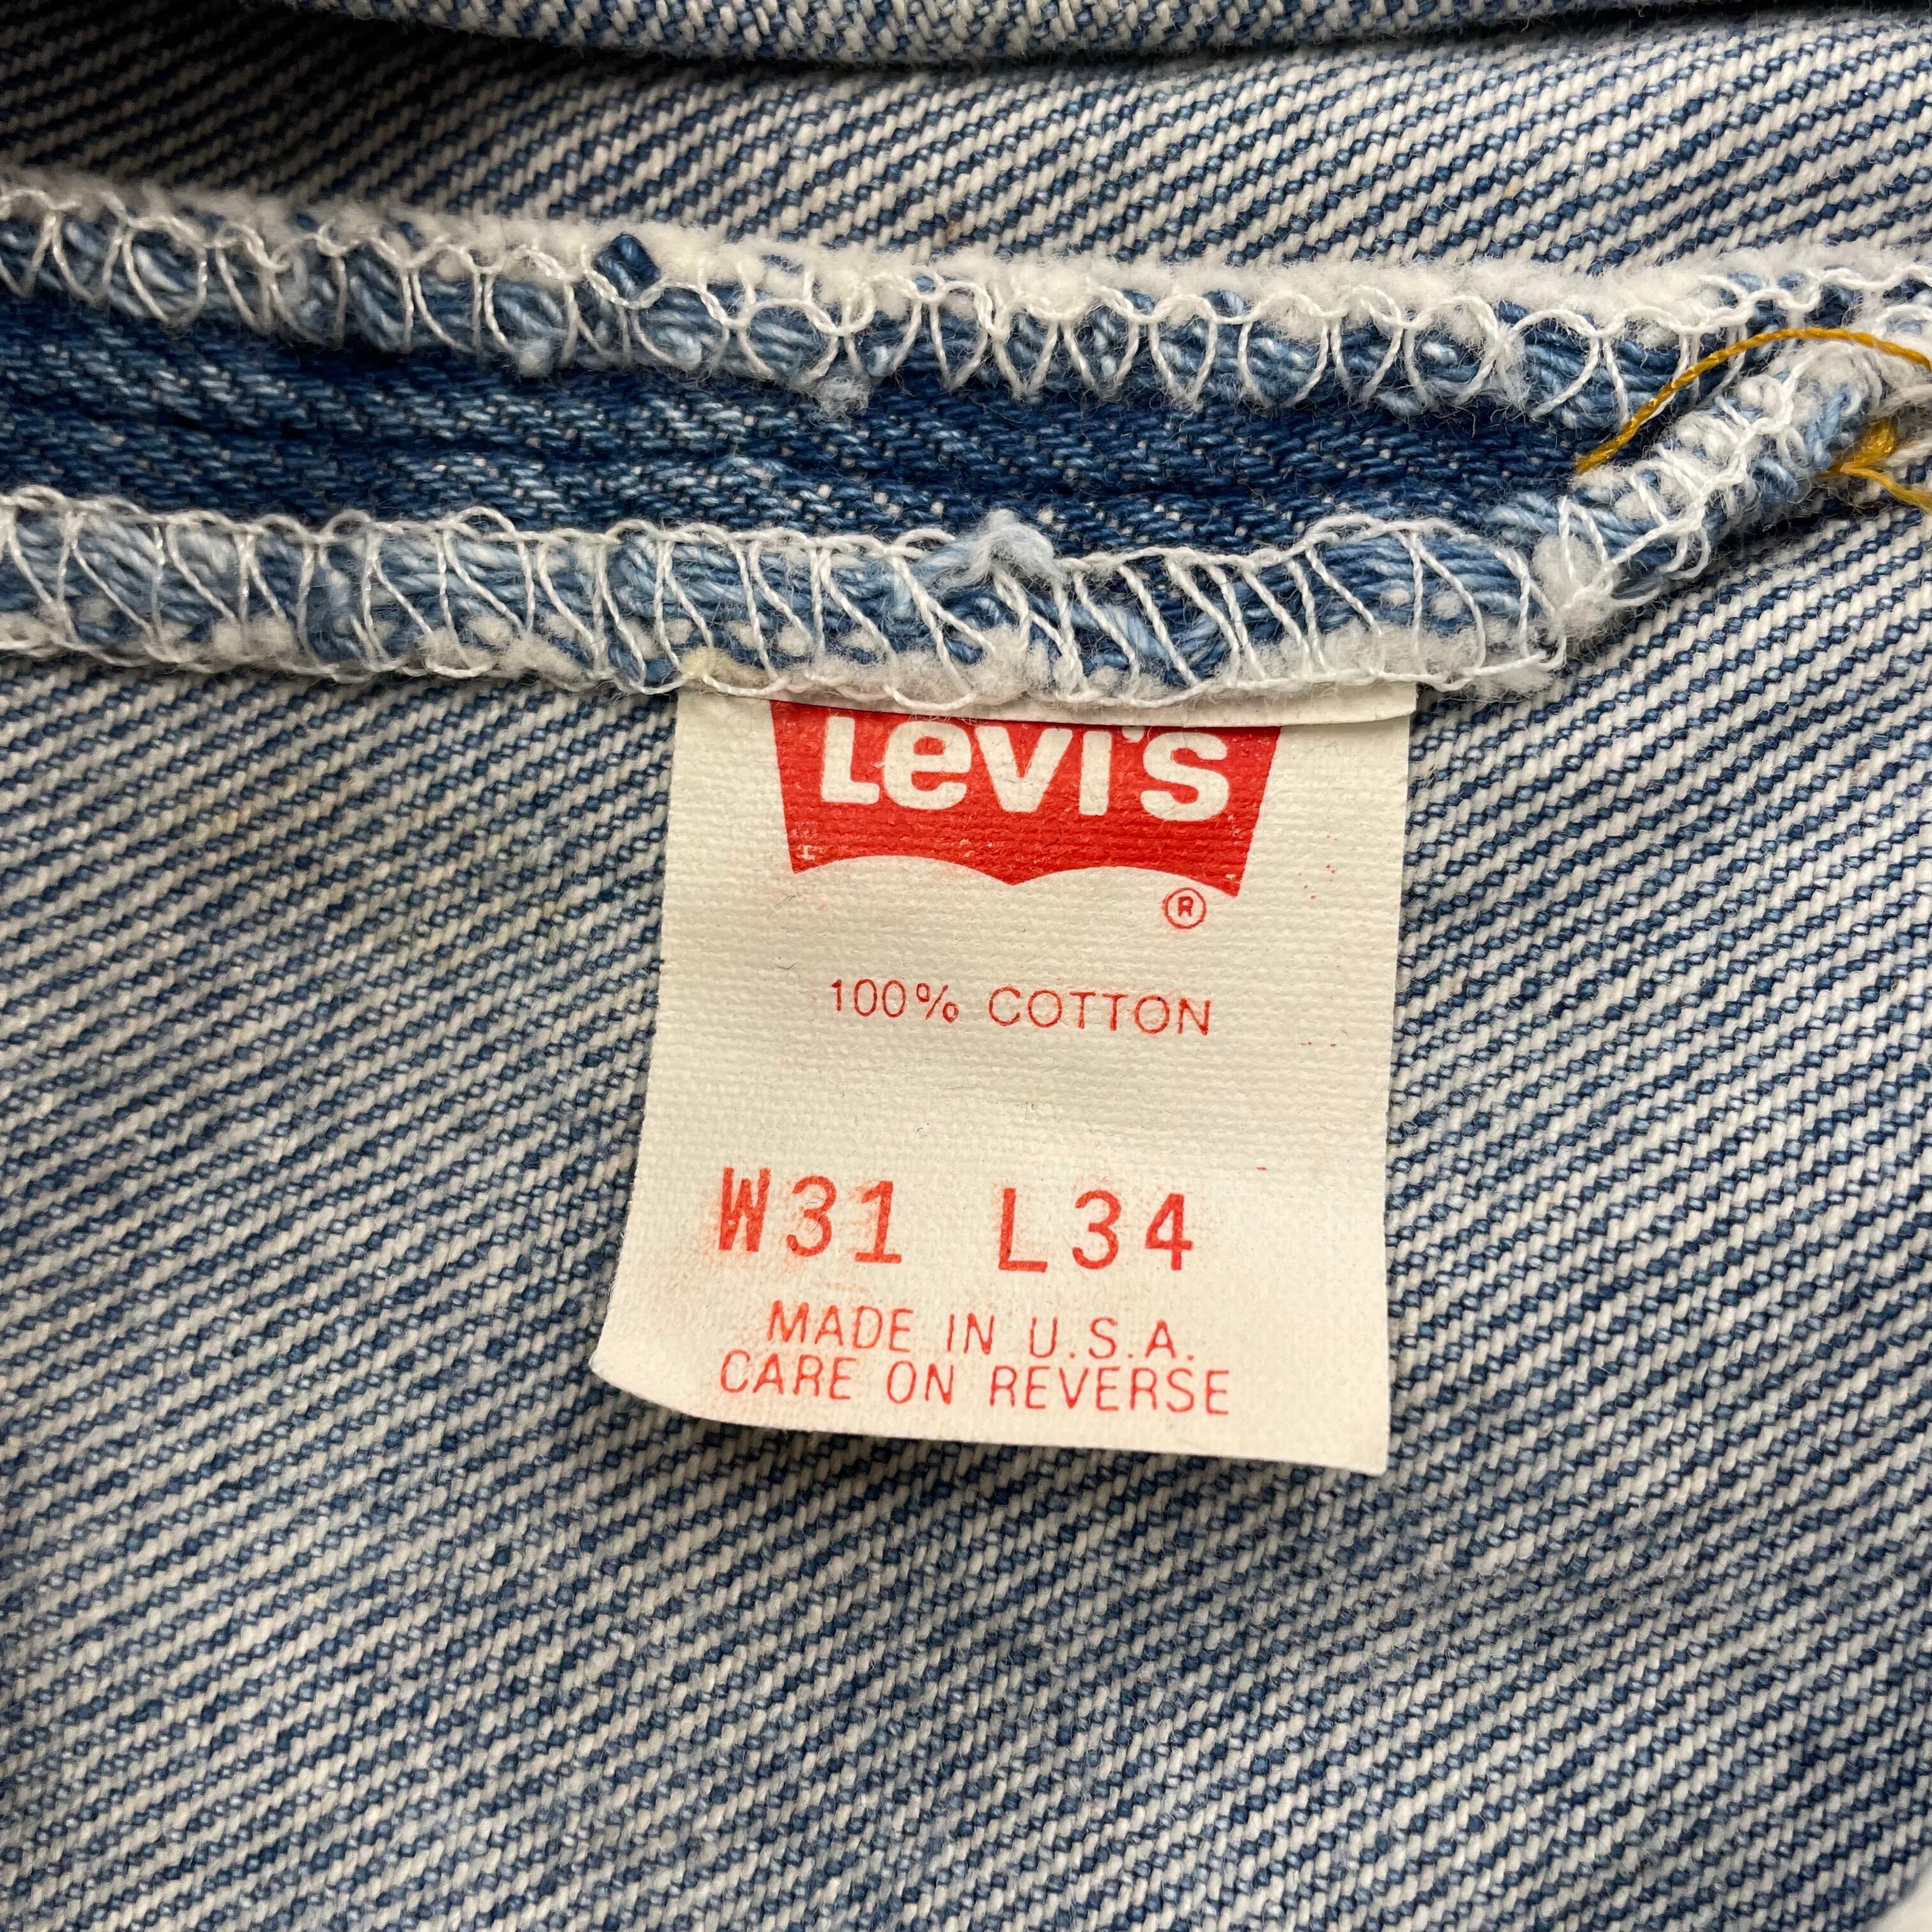 Levi's
®
100% COTTON
W31 L34
MADE IN U.S.A.
CARE ON REVERSE